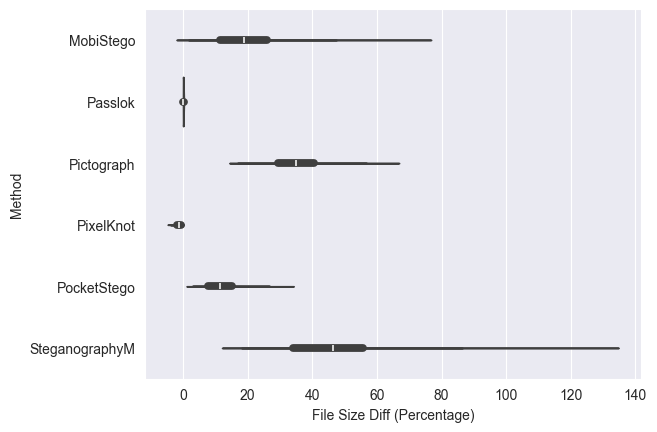 MobiStego
Passlok
Pictograph
PixelKnot
PocketStego
SteganographyM
Method
0 20 40 60 80 100 120 140
File Size Diff (Percentage)